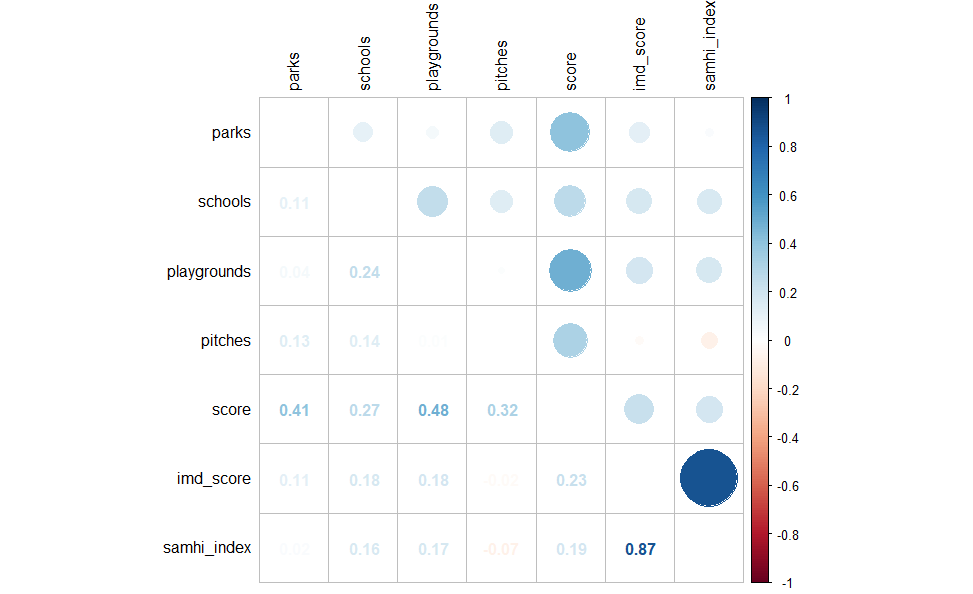 parks schools playgrounds pitches score imd_score samhi_index
parks
schools 0.11
playgrounds 0.04 0.24
pitches 0.13 0.14
score 0.41 0.27 0.48 0.32
imd_score 0.11 0.18 0.18 -0.02 0.23
samhi_index 0.02 0.16 0.17 -0.07 0.19 0.87
1
0.8
0.6
0.4
0.2
0
-0.2
-0.4
-0.6
-0.8
-1